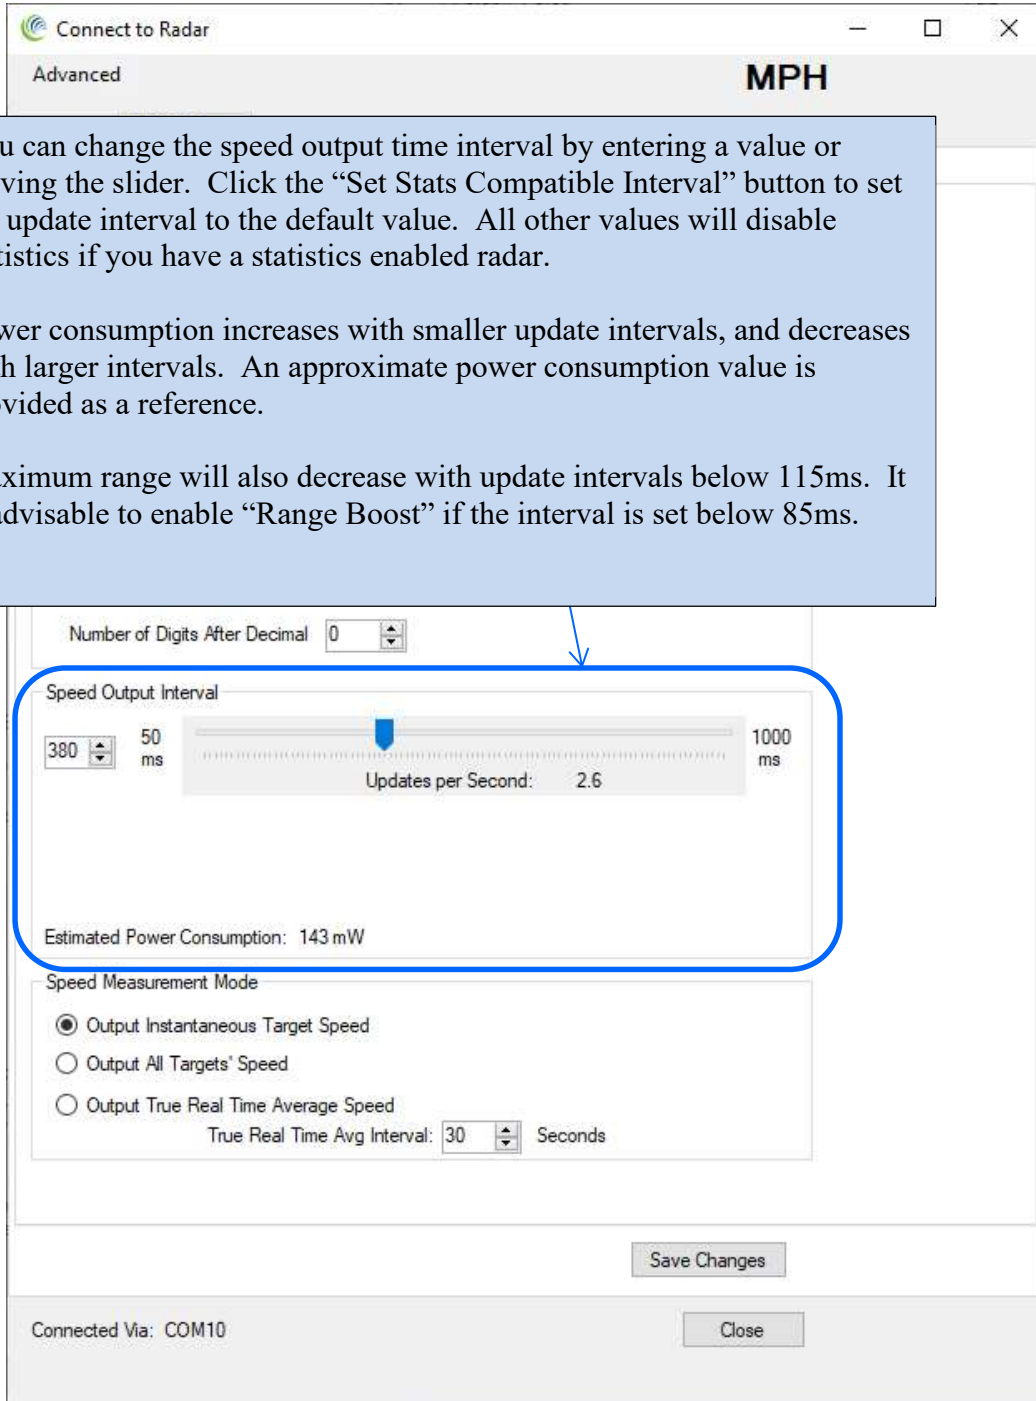 Connect to Radar
Advanced
MPH
u can change the speed output time interval by entering a value or
ving the slider. Click the “Set Stats Compatible Interval” button to set
update interval to the default value. All other values will disable
tistics if you have a statistics enabled radar.
wer consumption increases with smaller update intervals, and decreases
h larger intervals. An approximate power consumption value is
ovided as a reference.
ximum range will also decrease with update intervals below 115ms. It
advisable to enable “Range Boost” if the interval is set below 85ms.
Number of Digits After Decimal 0
Speed Output Interval
380 50 ms 1000 ms
Updates per Second: 2.6
Estimated Power Consumption: 143 mW
Speed Measurement Mode
Output Instantaneous Target Speed
Output All Targets' Speed
Output True Real Time Average Speed
True Real Time Avg Interval: 30 Seconds
Save Changes
Connected Via: COM10 Close